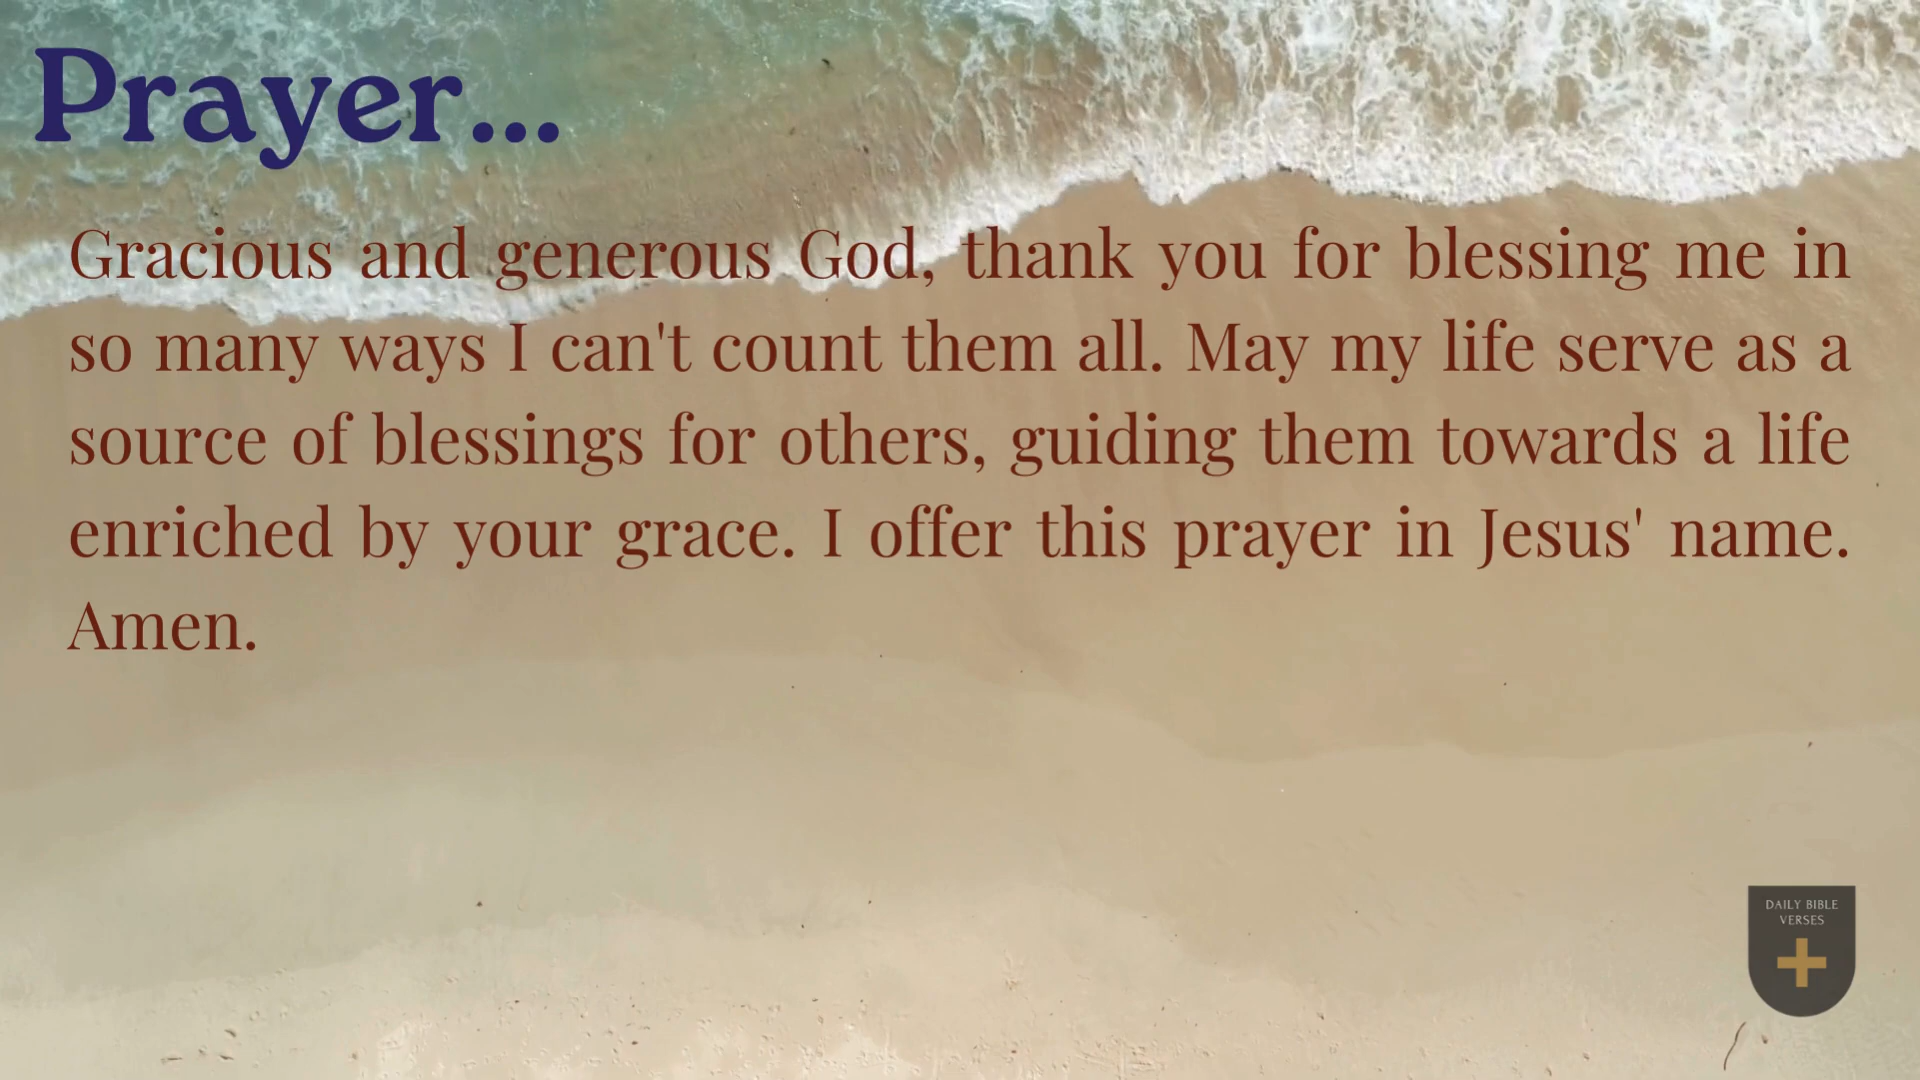 Prayer...
Gracious and generous God, thank you for blessing me in
so many ways I can't count them all. May my life serve as a
source of blessings for others, guiding them towards a life
enriched by your grace. I offer this prayer in Jesus' name.
Amen.
DAILY BIBLE
VERSES